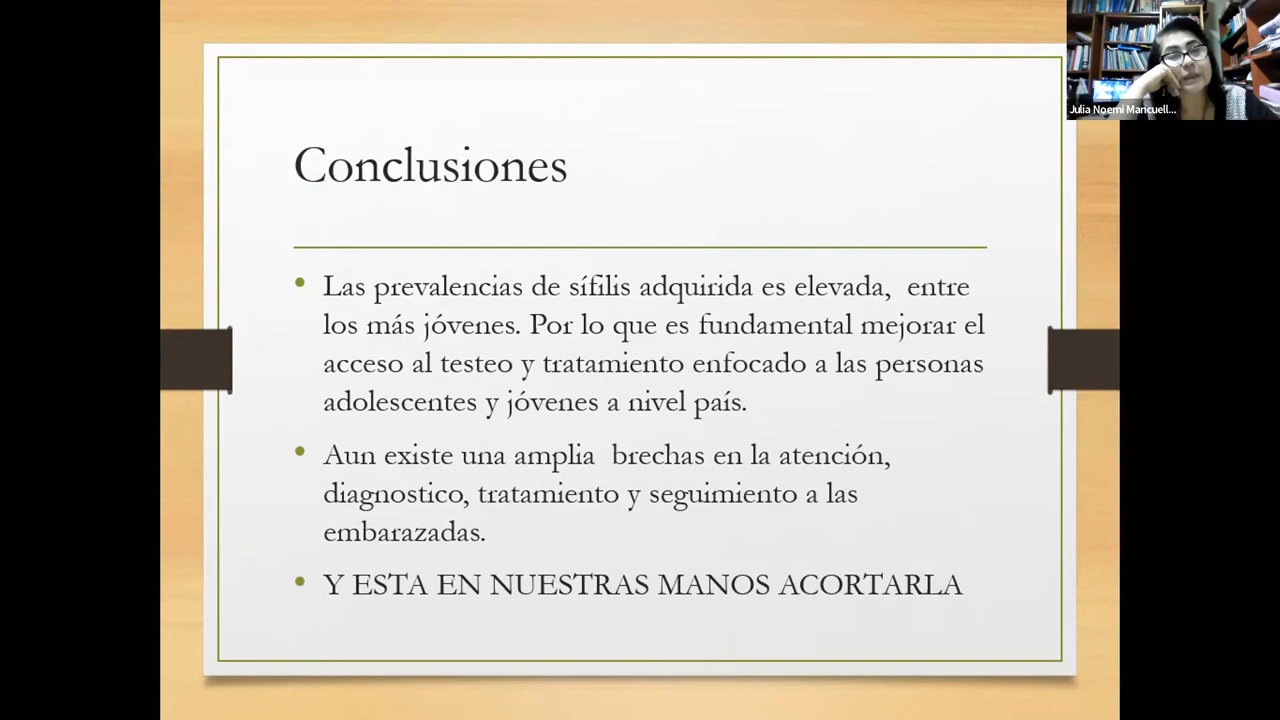 Julia Noemi Mancuell...
Conclusiones
• Las prevalencias de sífilis adquirida es elevada,  entre
los más jóvenes. Por lo que es fundamental mejorar el
acceso al testeo y tratamiento enfocado a las personas
adolescentes y jóvenes a nivel país.
• Aun existe una amplia  brechas en la atención,
diagnostico, tratamiento y seguimiento a las
embarazadas.
• Y ESTA EN NUESTRAS MANOS ACORTARLA